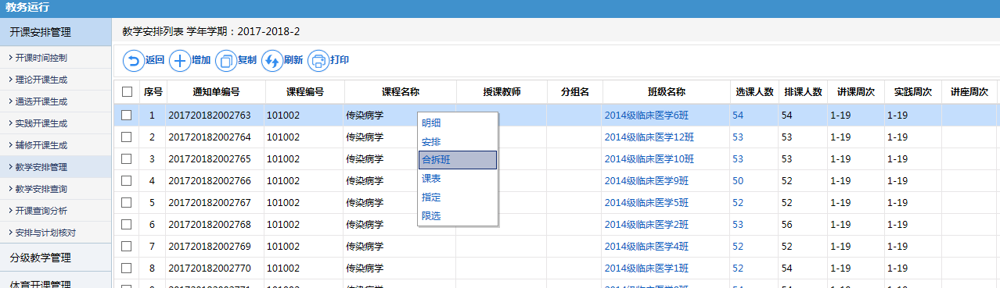 教务运行
开课安排管理
开课时间控制
理论开课生成
通选开课生成
实践开课生成
辅修开课生成
教学安排管理
教学安排查询
开课查询分析
安排与计划核对
分级教学管理
体育开课管理
教学安排列表 学年学期：2017-2018-2
返回 增加 复制 刷新 打印
序号 通知单编号 课程编号 课程名称 授课教师 分组名 班级名称 选课人数 排课人数 讲课周次 实践周次 讲座周次
1 201720182002763 101002 传染病学 2014级临床医学6班 54 54 1-19 1-19
2 201720182002764 101002 传染病学 2014级临床医学12班 53 53 1-19 1-19
3 201720182002765 101002 传染病学 2014级临床医学10班 53 53 1-19 1-19
4 201720182002766 101002 传染病学 2014级临床医学9班 50 52 1-19 1-19
5 201720182002767 101002 传染病学 2014级临床医学5班 52 52 1-19 1-19
6 201720182002768 101002 传染病学 2014级临床医学2班 53 56 1-19 1-19
7 201720182002769 101002 传染病学 2014级临床医学4班 52 52 1-19 1-19
8 201720182002770 101002 传染病学 2014级临床医学1班 52 54 1-19 1-19
明细
安排
合拆班
课表
指定
限选